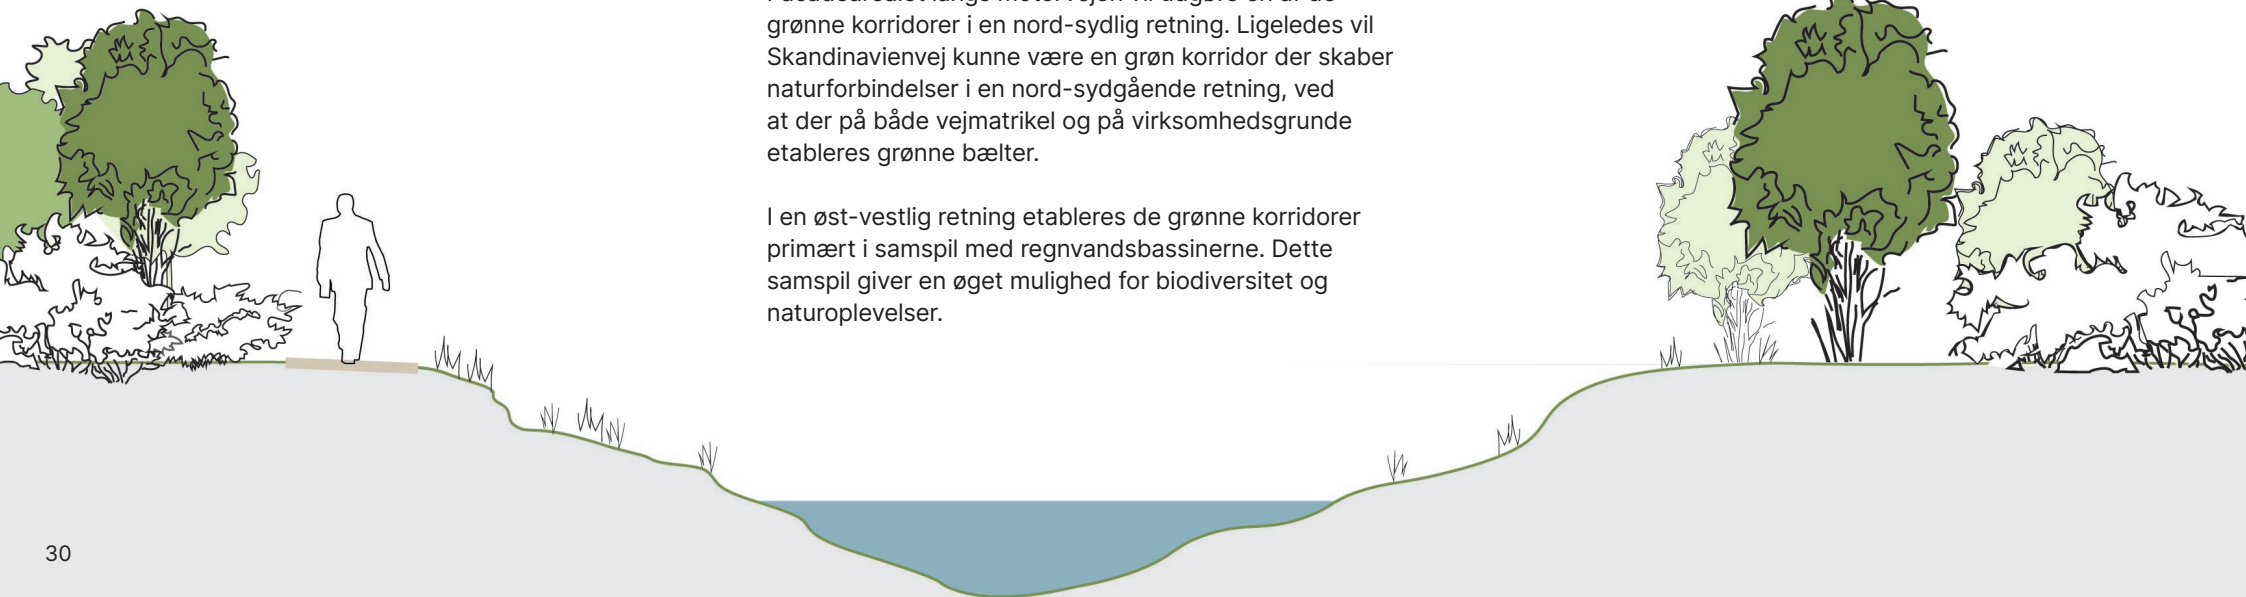 grønne korridorer i en nord-sydlig retning. Ligeledes vil
Skandinavienvej kunne være en grøn korridor der skaber
naturforbindelser i en nord-sydgående retning, ved
at der på både vejmatrikel og på virksomhedsgrunde
etableres grønne bælter.
I en øst-vestlig retning etableres de grønne korridorer
primært i samspil med regnvandsbassinerne. Dette
samspil giver en øget mulighed for biodiversitet og
naturoplevelser.
30